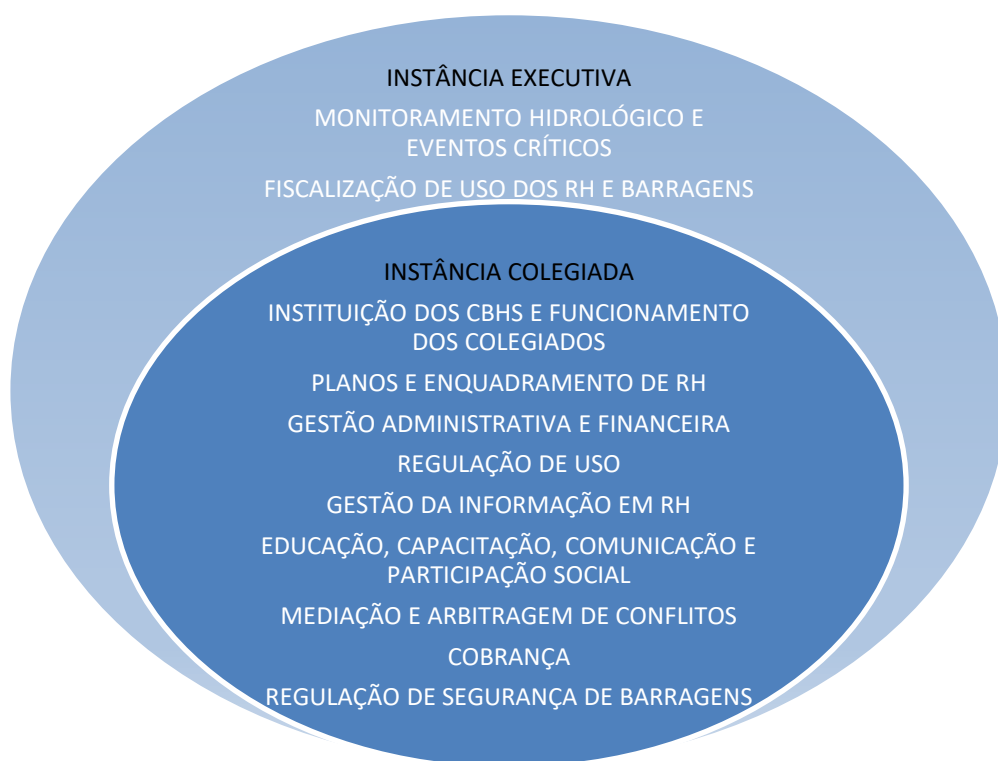 INSTÂNCIA EXECUTIVA
MONITORAMENTO HIDROLÓGICO E
EVENTOS CRÍTICOS
FISCALIZAÇÃO DE USO DOS RH E BARRAGENS
INSTÂNCIA COLEGIADA
INSTITUIÇÃO DOS CBHS E FUNCIONAMENTO
DOS COLEGIADOS
PLANOS E ENQUADRAMENTO DE RH
GESTÃO ADMINISTRATIVA E FINANCEIRA
REGULAÇÃO DE USO
GESTÃO DA INFORMAÇÃO EM RH
EDUCAÇÃO, CAPACITAÇÃO, COMUNICAÇÃO E
PARTICIPAÇÃO SOCIAL
MEDIAÇÃO E ARBITRAGEM DE CONFLITOS
COBRANÇA
REGULAÇÃO DE SEGURANÇA DE BARRAGENS